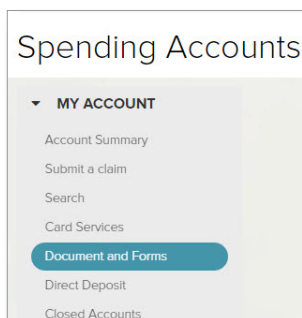 Spending Accounts
MY ACCOUNT
Account Summary
Submit a claim
Search
Card Services
Document and Forms
Direct Deposit
Closed Accounts